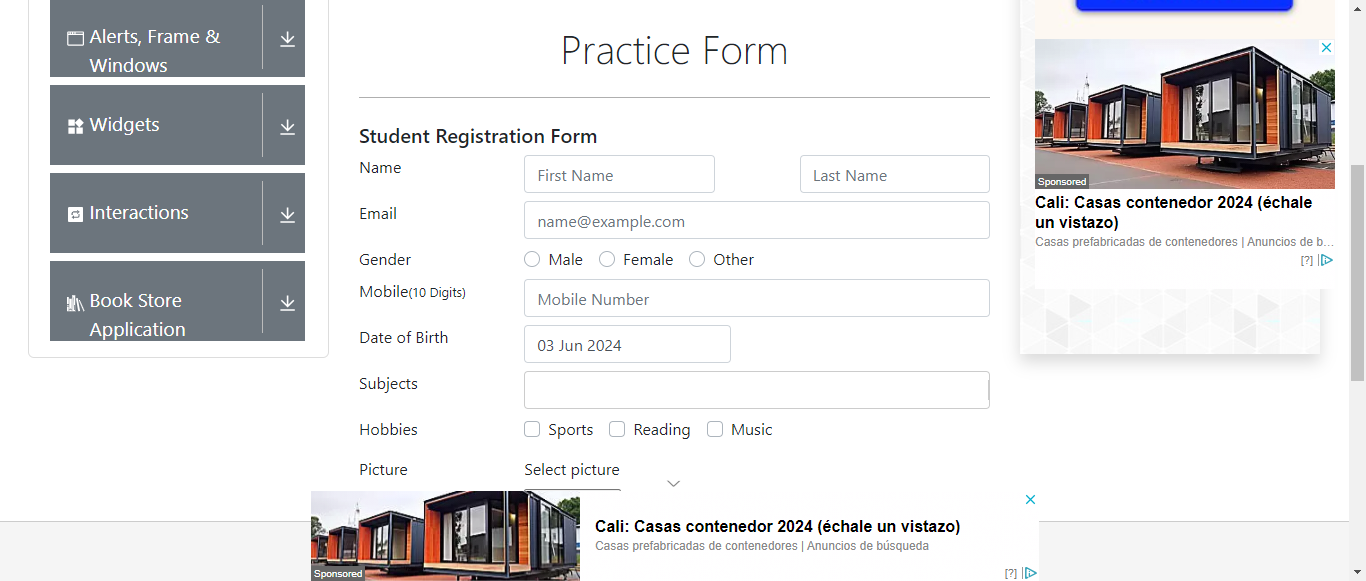 Alerts, Frame &
Windows
Widgets
Interactions
Book Store
Application
Practice Form
Student Registration Form
Name
First Name
Last Name
Email
name@example.com
Gender
Male
Female
Other
Mobile(10 Digits)
Mobile Number
Date of Birth
03 Jun 2024
Subjects
Hobbies
Sports
Reading
Music
Picture
Select picture
Sponsored
Cali: Casas contenedor 2024 (échale
un vistazo)
Casas prefabricadas de contenedores | Anuncios de b…
[?]
Sponsored
Cali: Casas contenedor 2024 (échale un vistazo)
Casas prefabricadas de contenedores | Anuncios de búsqueda
[?]